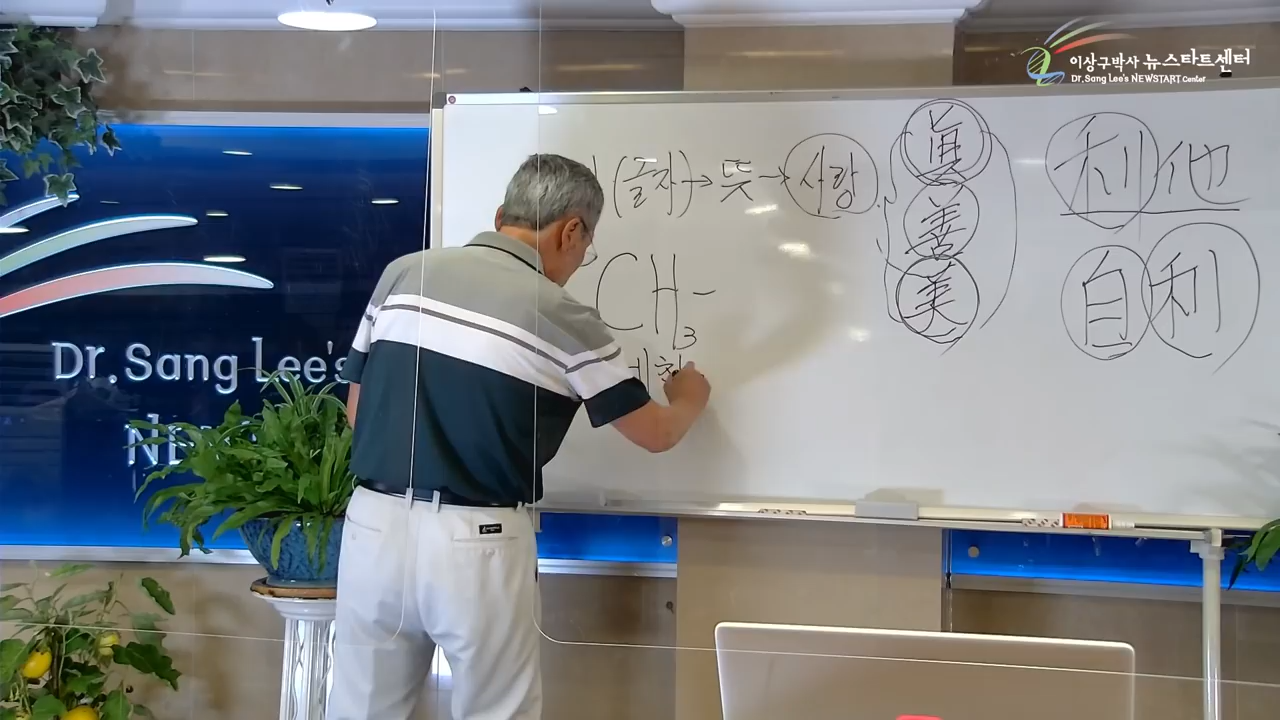 이상구박사 뉴스타트센터
Dr. Sang Lee's NEWSTART Center
(글자)→뜻→사랑
眞
善
美
利他
自利
CH3-
Dr. Sang Lee's